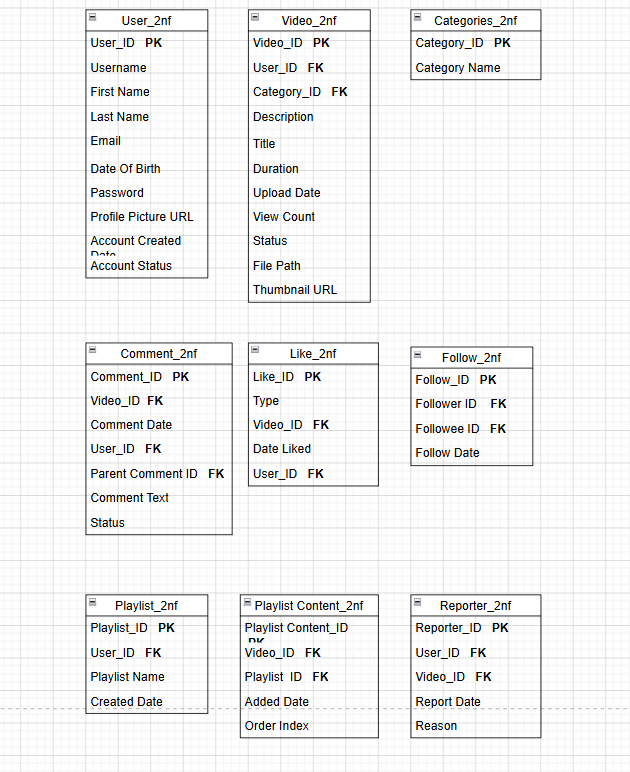 User_2nf
User_ID PK
Username
First Name
Last Name
Email
Date Of Birth
Password
Profile Picture URL
Account Created
Date
Account Status
Video_2nf
Video_ID PK
User_ID FK
Category_ID FK
Description
Title
Duration
Upload Date
View Count
Status
File Path
Thumbnail URL
Categories_2nf
Category_ID PK
Category Name
Comment_2nf
Comment_ID PK
Video_ID FK
Comment Date
User_ID FK
Parent Comment ID FK
Comment Text
Status
Like_2nf
Like_ID PK
Type
Video_ID FK
Date Liked
User_ID FK
Follow_2nf
Follow_ID PK
Follower ID FK
Followee ID FK
Follow Date
Playlist_2nf
Playlist_ID PK
User_ID FK
Playlist Name
Created Date
Playlist Content_2nf
Playlist Content_ID
PK
Video_ID FK
Playlist ID FK
Added Date
Order Index
Reporter_2nf
Reporter_ID PK
User_ID FK
Video_ID FK
Report Date
Reason